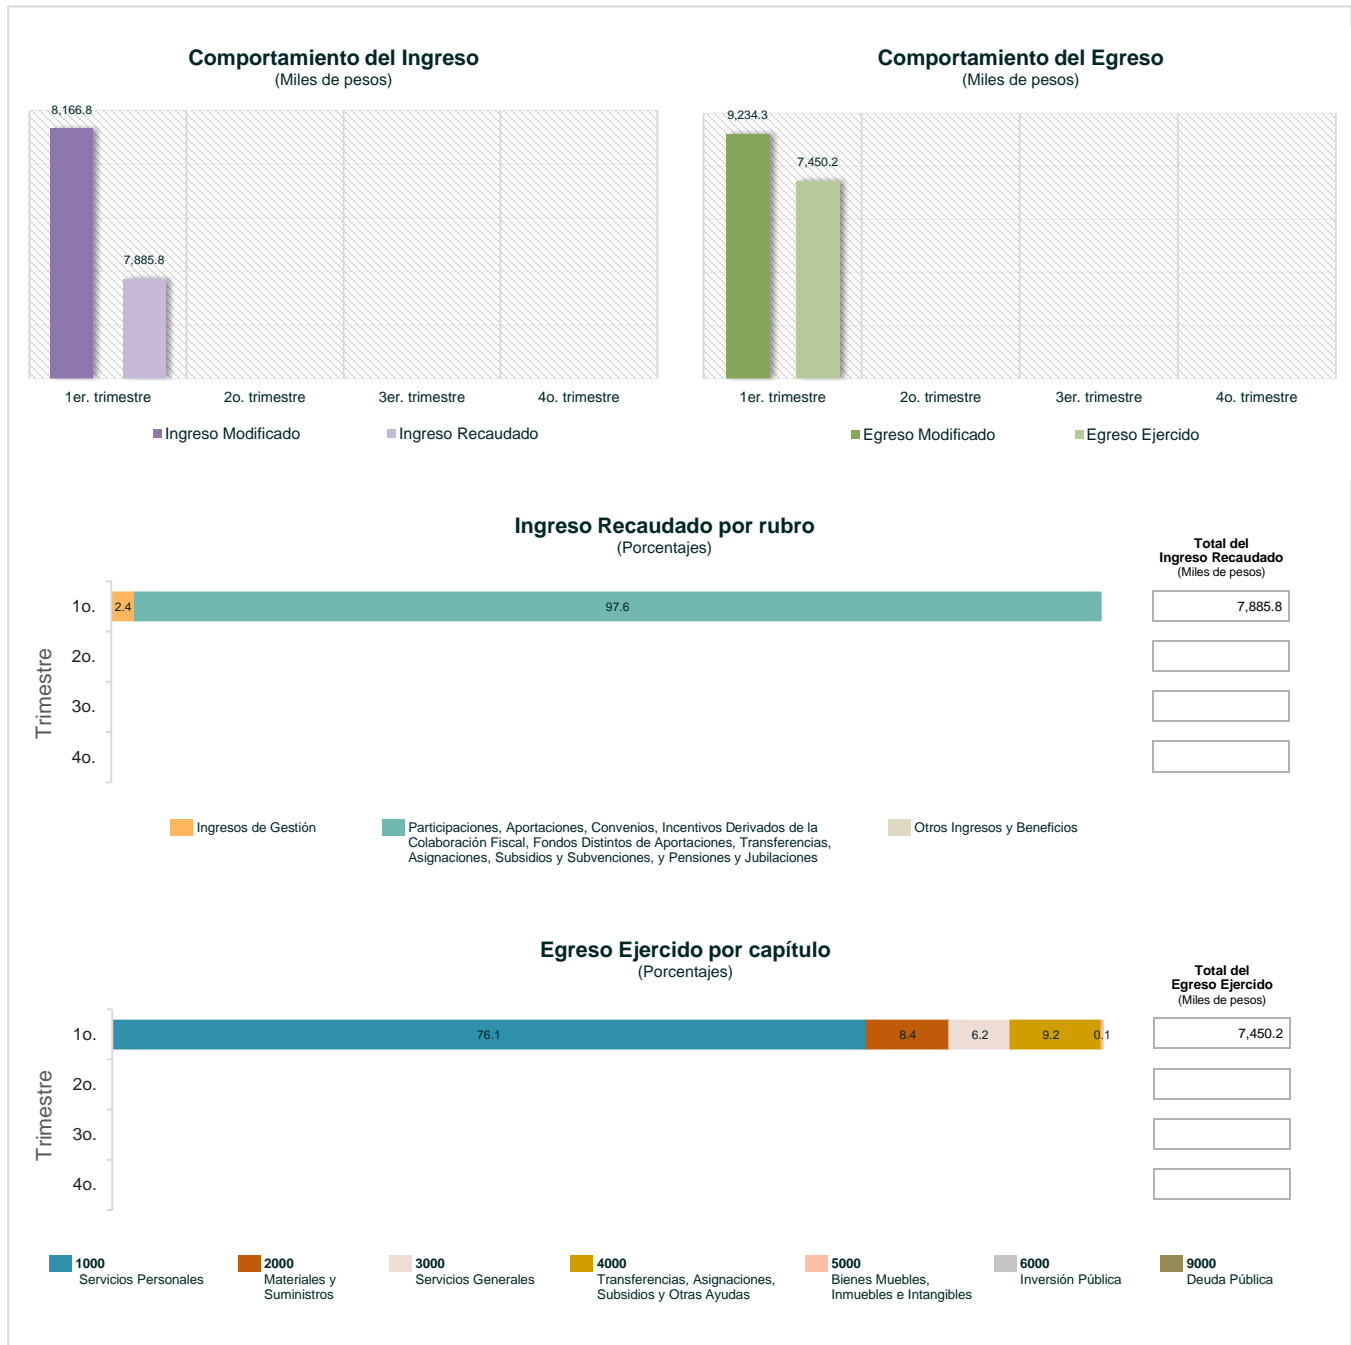 Comportamiento del Ingreso
(Miles de pesos)
8,166.8
7,885.8
1er. trimestre
2o. trimestre
3er. trimestre
4o. trimestre
Ingreso Modificado
Ingreso Recaudado
Comportamiento del Egreso
(Miles de pesos)
9,234.3
7,450.2
1er. trimestre
2o. trimestre
3er. trimestre
4o. trimestre
Egreso Modificado
Egreso Ejercido
Ingreso Recaudado por rubro
(Porcentajes)
Total del
Ingreso Recaudado
(Miles de pesos)
Trimestre
1o.
2.4
97.6
7,885.8
2o.
3o.
4o.
Ingresos de Gestión
Participaciones, Aportaciones, Convenios, Incentivos Derivados de la
Colaboración Fiscal, Fondos Distintos de Aportaciones, Transferencias,
Asignaciones, Subsidios y Subvenciones, y Pensiones y Jubilaciones
Otros Ingresos y Beneficios
Egreso Ejercido por capítulo
(Porcentajes)
Total del
Egreso Ejercido
(Miles de pesos)
Trimestre
1o.
76.1
8.4
6.2
9.2
0.1
7,450.2
2o.
3o.
4o.
1000
Servicios Personales
2000
Materiales y
Suministros
3000
Servicios Generales
4000
Transferencias, Asignaciones,
Subsidios y Otras Ayudas
5000
Bienes Muebles,
Inmuebles e Intangibles
6000
Inversión Pública
9000
Deuda Pública